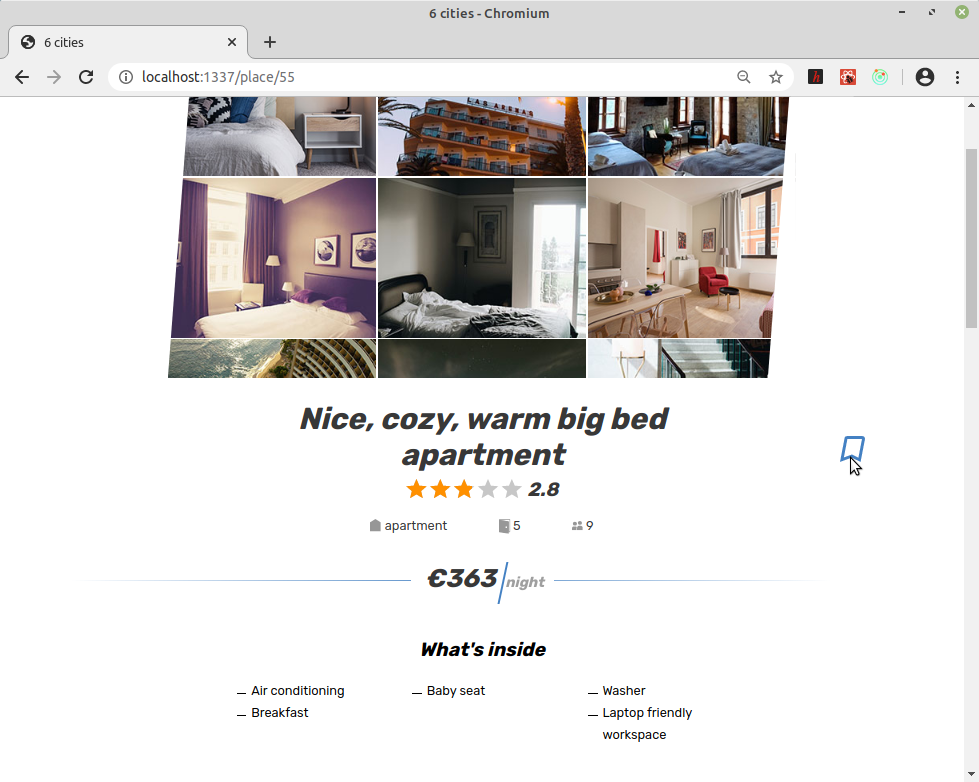 6 cities - Chromium
6 cities
localhost:1337/place/55
Nice, cozy, warm big bed
apartment
2.8
apartment 5 9
€363 night
What's inside
Air conditioning Baby seat Washer
Breakfast Laptop friendly
workspace